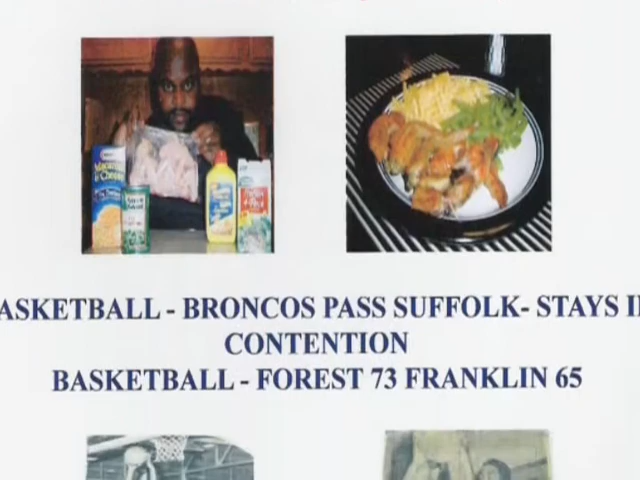 ASKETBALL - BRONCOS PASS SUFFOLK- STAYS I
CONTENTION
BASKETBALL - FOREST 73 FRANKLIN 65